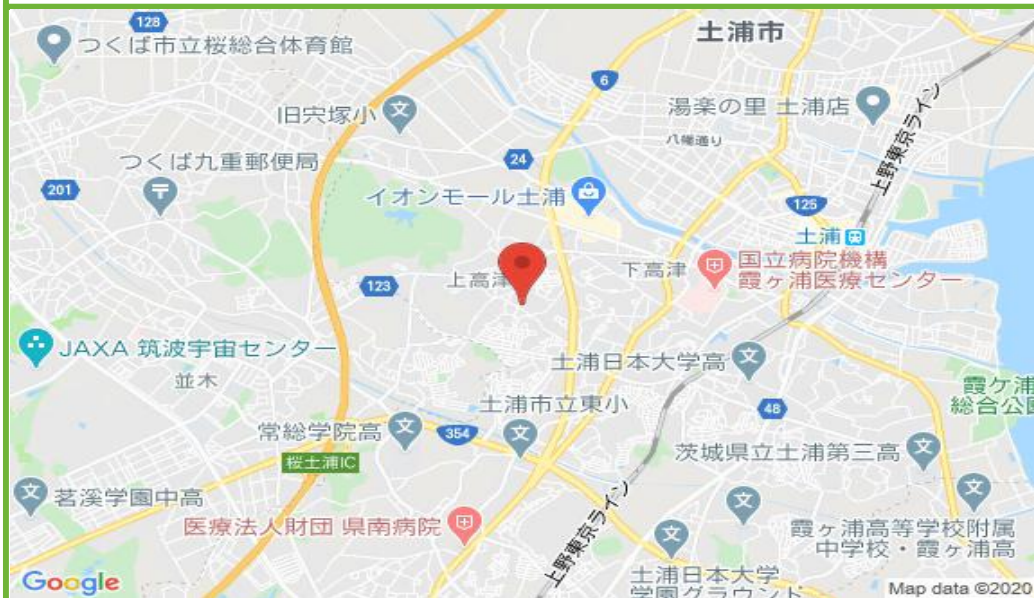 128
土浦市
つくば市立桜総合体育館
6
湯楽の里 土浦店
旧宍塚小
八幡通り
上野東京ライン
つくば九重郵便局
24
201
イオンモール土浦
125
土浦
国立病院機構
霞ヶ浦医療センター
下高津
上高津
123
JAXA 筑波宇宙センター
並木
土浦日本大学高
霞ケ浦
総合公
土浦市立東小
48
常総学院高
354
茨城県立土浦第三高
桜土浦IC
茗溪学園中高
医療法人財団 県南病院
上野東京ライン
霞ヶ浦高等学校附属
中学校・霞ヶ浦高
土浦日本大学
学園グラウンド
Google
Map data ©2020